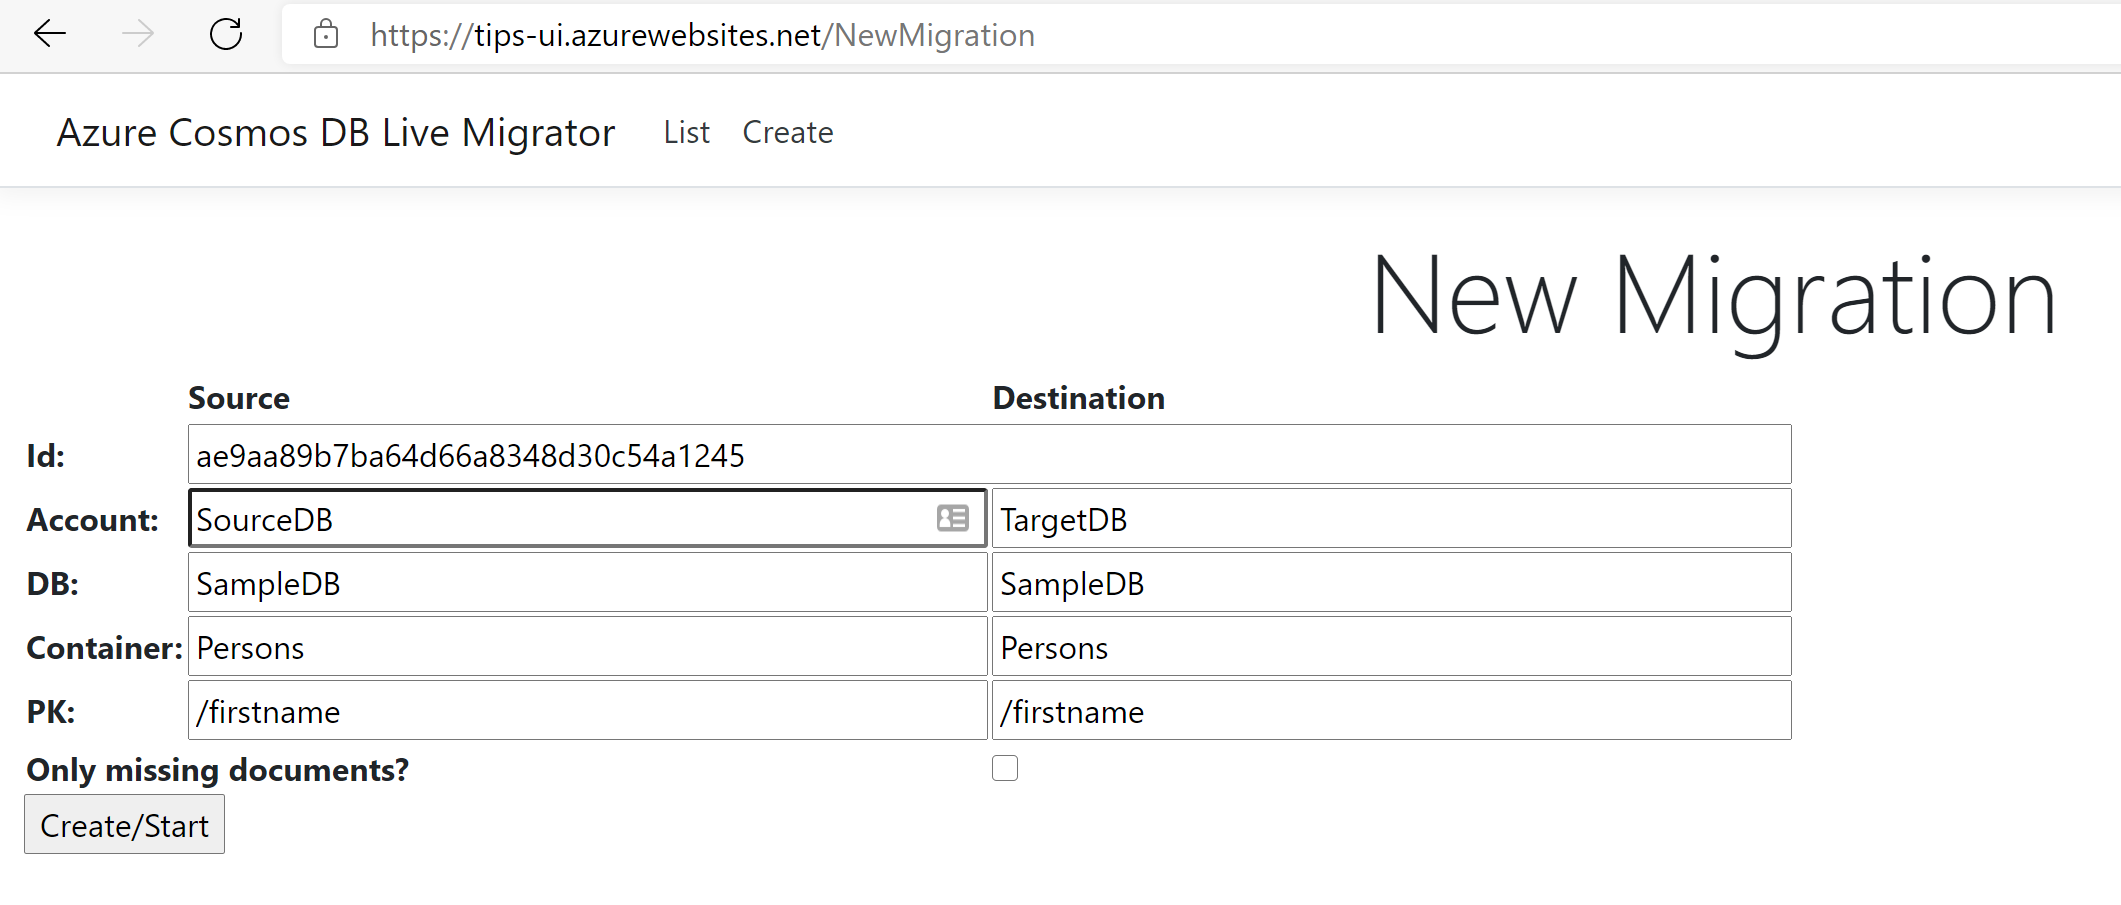 https://tips-ui.azurewebsites.net/NewMigration
Azure Cosmos DB Live Migrator List Create
New Migration
Source Destination
Id: ae9aa89b7ba64d66a8348d30c54a1245
Account: SourceDB TargetDB
DB: SampleDB SampleDB
Container: Persons Persons
PK: /firstname /firstname
Only missing documents?
Create/Start